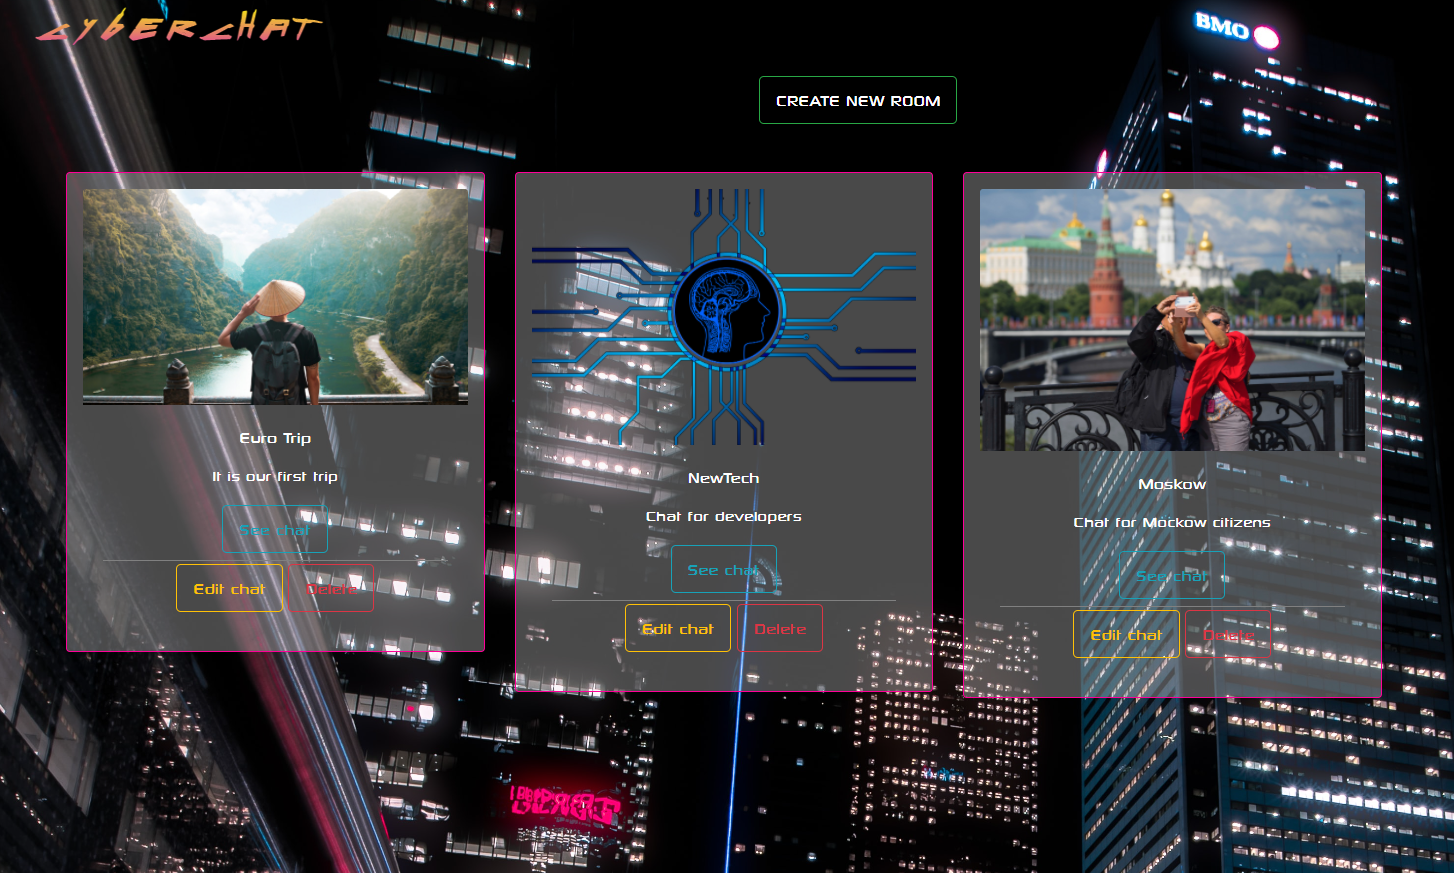 CYBERCHAT
BMO
CREATE NEW ROOM
Euro Trip
It is our first trip
See chat
Edit chat
Delete
NewTech
Chat for developers
See chat
Edit chat
Delete
Moskow
Chat for Mockow citizens
See chat
Edit chat
Delete